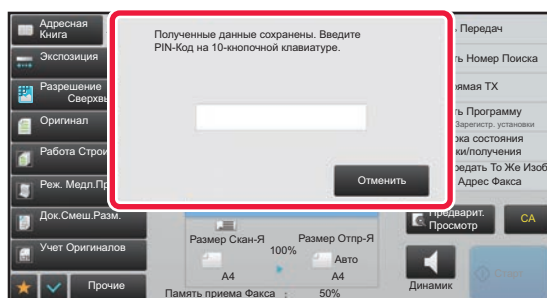 Адресная
Книга
Экспозиция
Разрешение
Сверхвы
Оригинал
Работа Строи
Реж. Медл.Пр
Док.Смеш.Разм.
Учет Оригиналов
Прочие
Полученные данные сохранены. Введите
PIN-Код на 10-кнопочной клавиатуре.
Отменить
Передач
ть Номер Поиска
ямая TX
ть Программу
Зарегистр. установки
ка состояния
ки/получения
редать То Же Изоб
Адрес Факса
Предварит.
Просмотр
CA
Размер Скан-Я
100%
Размер Отпр-Я
Авто
A4
A4
Память приема Факса : 50%
Динамик
Старт